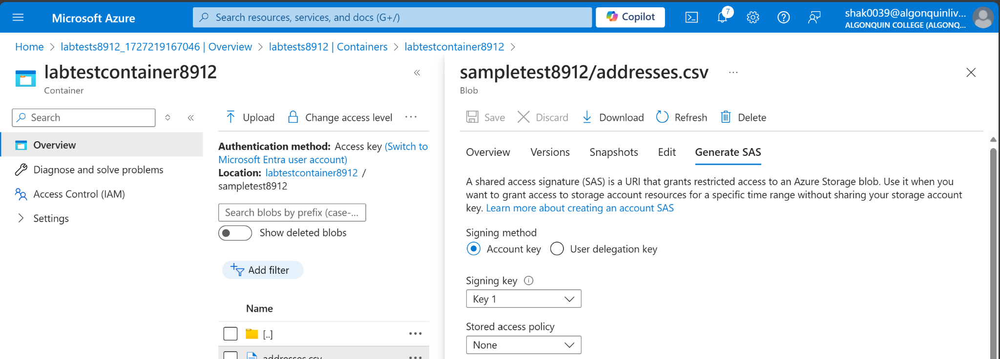 Microsoft Azure
Search resources, services, and docs (G+/)
Copilot
7
shak0039@algonquinliv...
ALGONQUIN COLLEGE (ALGONQ...
Home > labtests8912_1727219167046 | Overview > labtests8912 | Containers > labtestcontainer8912 >
labtestcontainer8912
Container
Search
Overview
Diagnose and solve problems
Access Control (IAM)
Settings
Upload
Change access level
Authentication method: Access key (Switch to
Microsoft Entra user account)
Location: labtestcontainer8912 /
sampletest8912
Search blobs by prefix (case-...
Show deleted blobs
Add filter
Name
[..]
addresses.csv
sampletest8912/addresses.csv
Blob
Save
Discard
Download
Refresh
Delete
Overview
Versions
Snapshots
Edit
Generate SAS
A shared access signature (SAS) is a URI that grants restricted access to an Azure Storage blob. Use it when you
want to grant access to storage account resources for a specific time range without sharing your storage account
key. Learn more about creating an account SAS
Signing method
Account key
User delegation key
Signing key
Key 1
Stored access policy
None